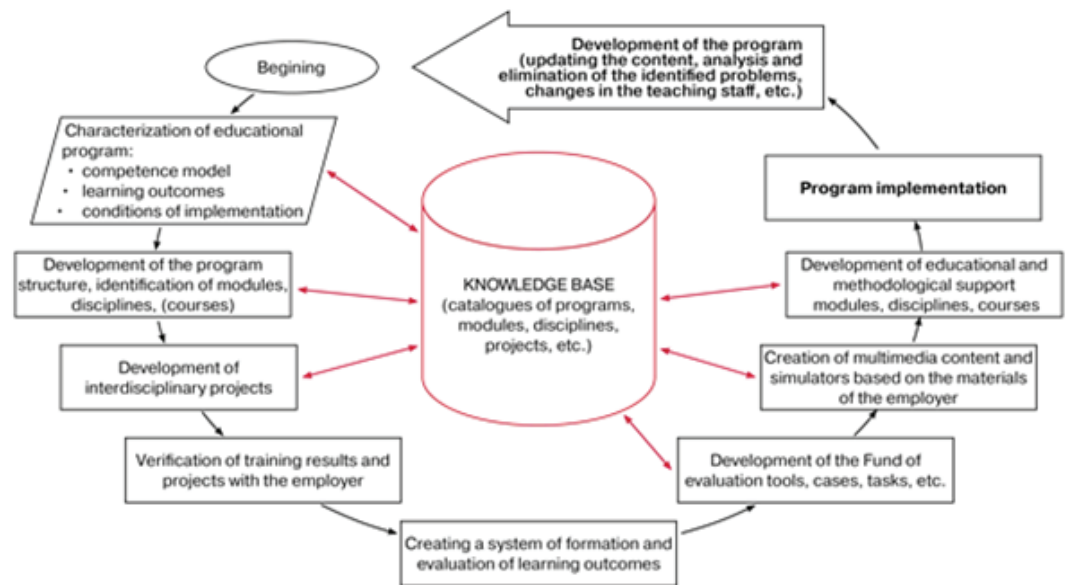 Begining
Development of the program
(updating the content, analysis and
elimination of the identified problems,
changes in the teaching staff, etc.)
Characterization of educational
program:
• competence model
• learning outcomes
• conditions of implementation
Development of the program
structure, identification of modules,
disciplines, (courses)
Development of
interdisciplinary projects
Verification of training results and
projects with the employer
Creating a system of formation and
evaluation of learning outcomes
KNOWLEDGE BASE
(catalogues of programs,
modules, disciplines,
projects, etc.)
Development of the Fund of
evaluation tools, cases, tasks, etc.
Creation of multimedia content and
simulators based on the materials
of the employer
Development of educational and
methodological support
modules, disciplines, courses
Program implementation